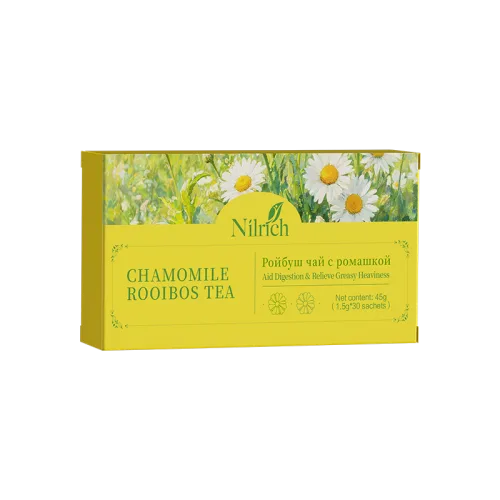 Nilrich
CHAMOMILE
ROOIBOS TEA
Ройбуш чай с ромашкой
Aid Digestion & Relieve Greasy Heaviness
Net content: 45g
( 1.5g*30 sachets )